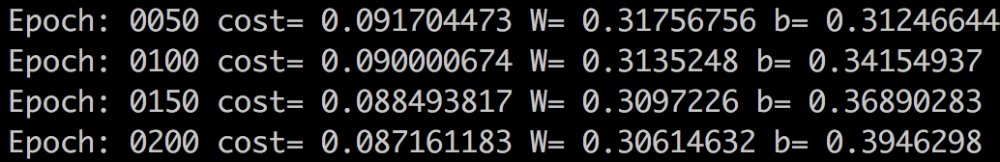 Epoch: 0050 cost= 0.091704473 W= 0.31756756 b= 0.31246644
Epoch: 0100 cost= 0.090000674 W= 0.3135248 b= 0.34154937
Epoch: 0150 cost= 0.088493817 W= 0.3097226 b= 0.36890283
Epoch: 0200 cost= 0.087161183 W= 0.30614632 b= 0.3946298